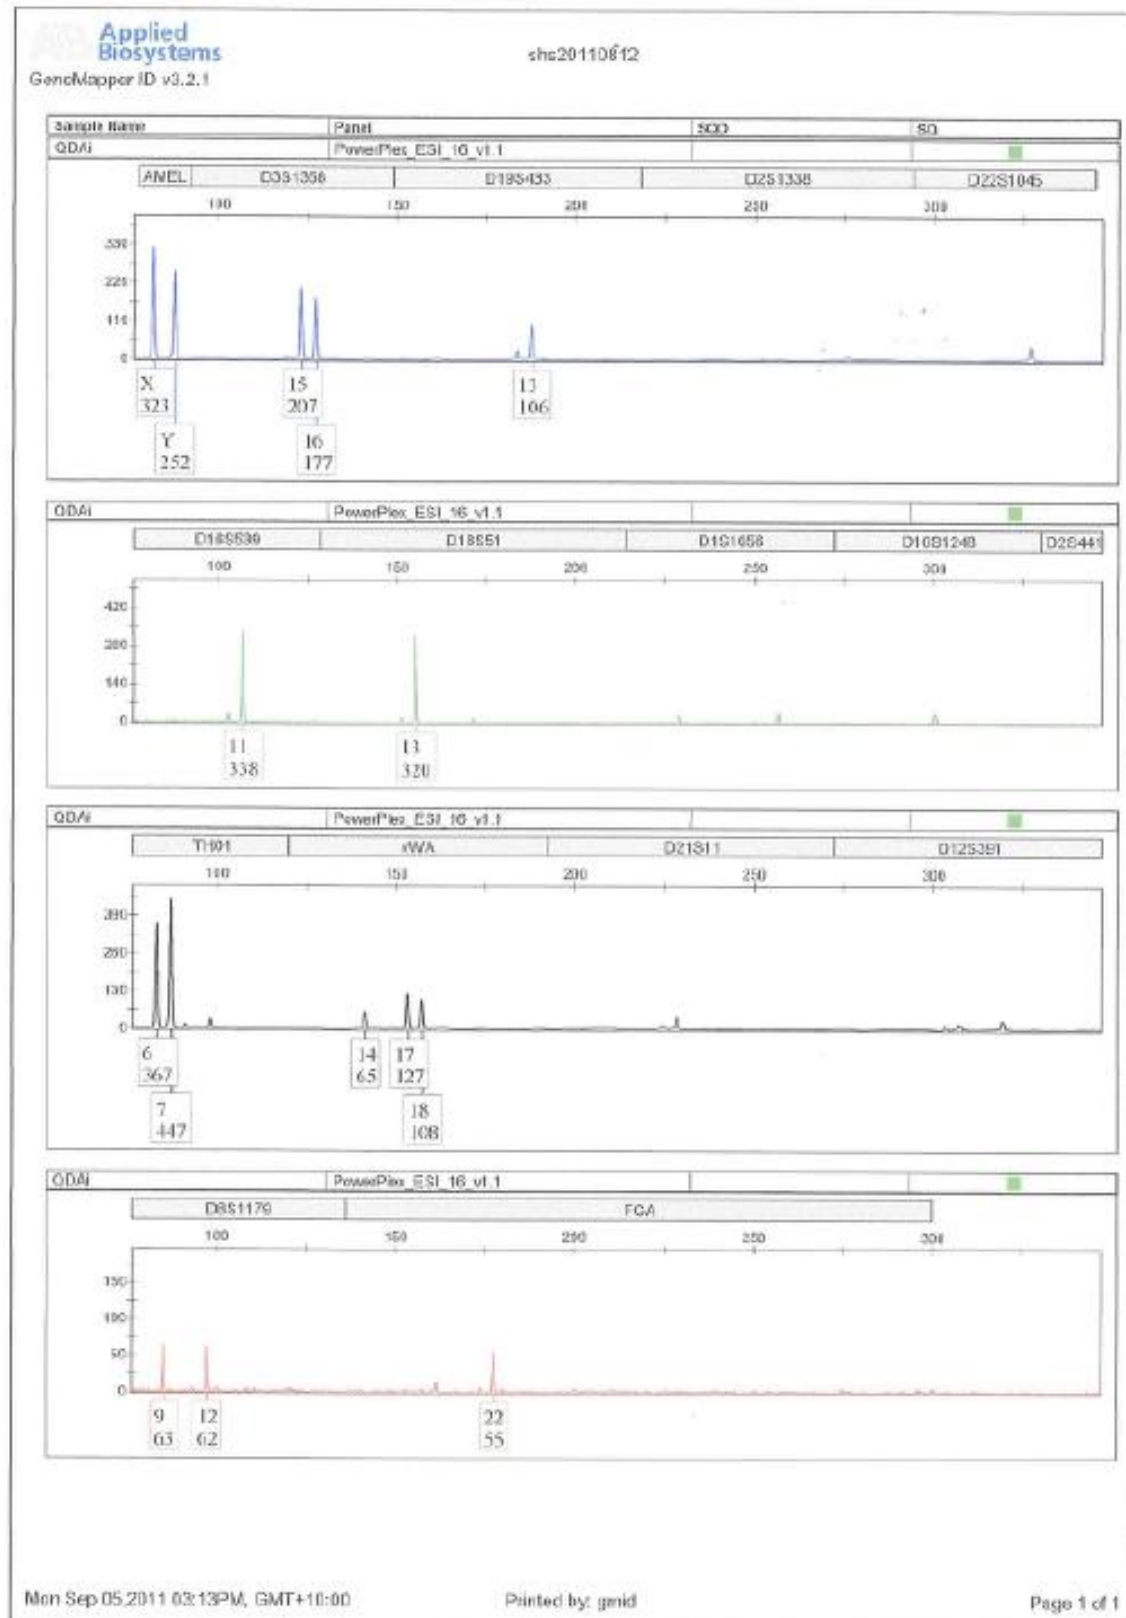 Applied
Biosystems
shs20110812
GeneMapper ID v3.2.1
Sample Name Panel SQO SQ
QDAi PowerPlex_ESI_16_v1.1
AMEL D3S1358 D19S433 D2S1338 D22S1045
100 150 200 250 300
330
220
110
0
X 15 13
323 207 106
Y 16
252 177
QDAi PowerPlex_ESI_16_v1.1
D16S539 D18S51 D1S1656 D10S1248 D2S441
100 150 200 250 300
420
280
140
0
11 13
338 320
QDAi PowerPlex_ESI_16_v1.1
TH01 vWA D21S11 D12S391
100 150 200 250 300
390
260
130
0
6 14 17
367 65 127
7 18
447 108
QDAi PowerPlex_ESI_16_v1.1
D8S1179 FGA
100 150 200 250 300
150
100
50
0
9 12 22
63 62 55
Mon Sep 05,2011 03:13PM, GMT+10:00 Printed by: gmid Page 1 of 1